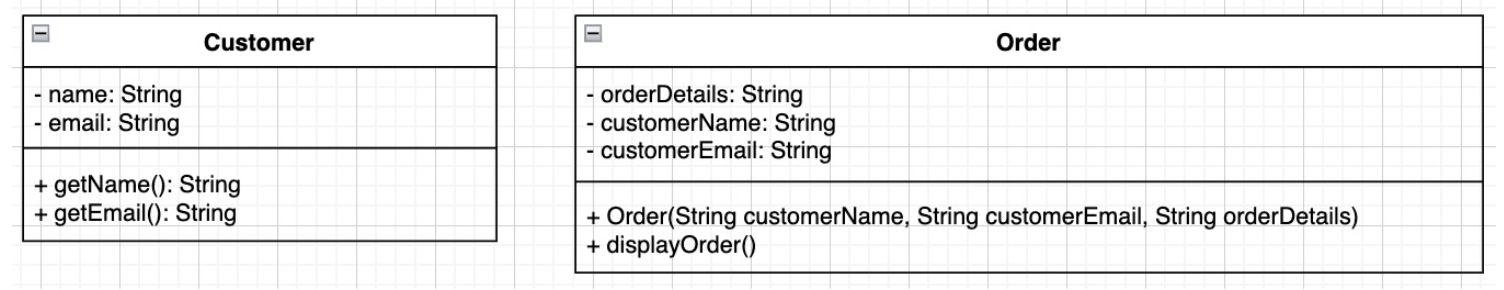 Customer
- name: String
- email: String
+ getName(): String
+ getEmail(): String
Order
- orderDetails: String
- customerName: String
- customerEmail: String
+ Order(String customerName, String customerEmail, String orderDetails)
+ displayOrder()